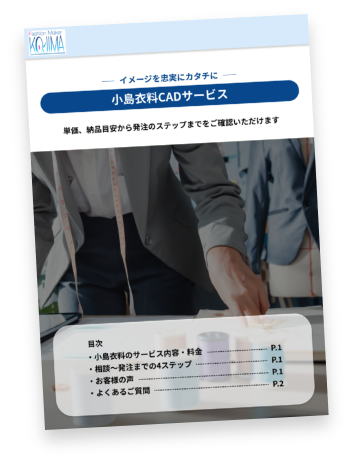 Fashion Maker
KOJIMA
イメージを忠実にカタチに
小島衣料CADサービス
単価、納品目安から発注のステップまでをご確認いただけます
目次
・小島衣料のサービス内容・料金 P.1
・相談〜発注までの4ステップ P.1
・お客様の声 P.1
・よくあるご質問 P.2